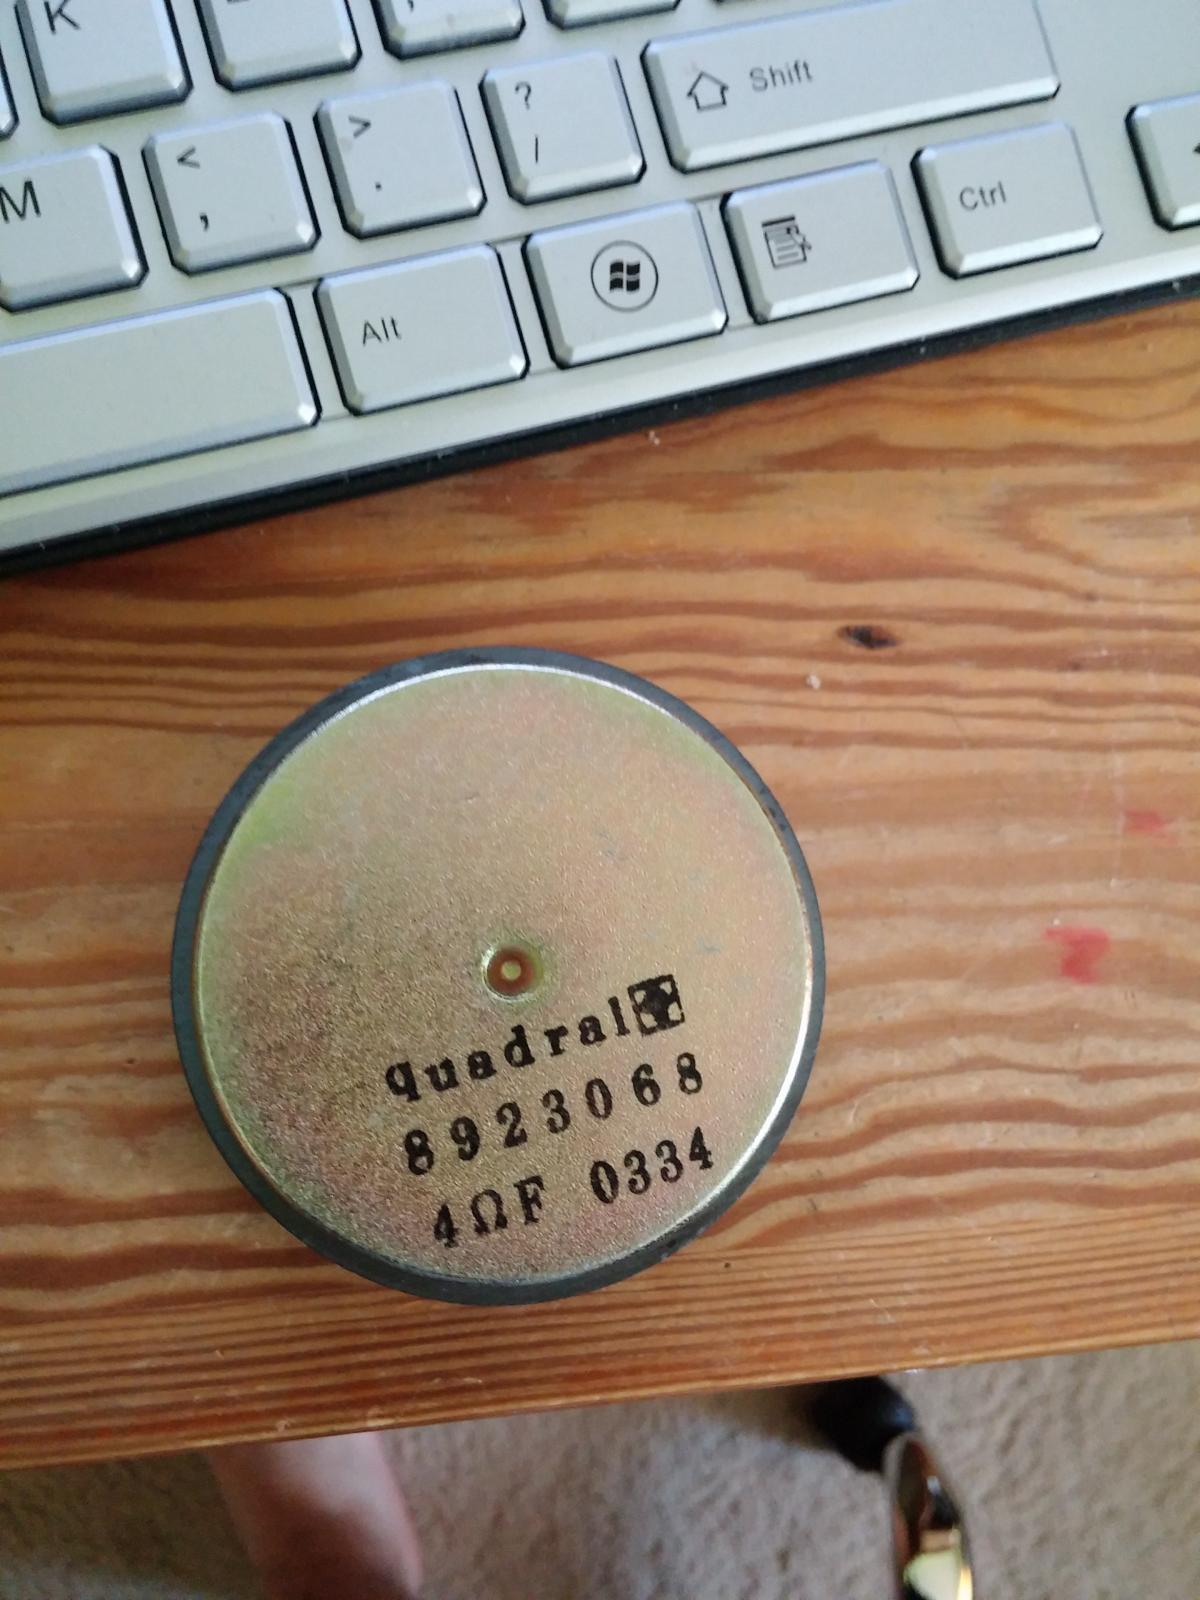 K
M
<
,
>
.
?
/
Shift
Alt
Ctrl
quadral
8923068
4ΩF 0334